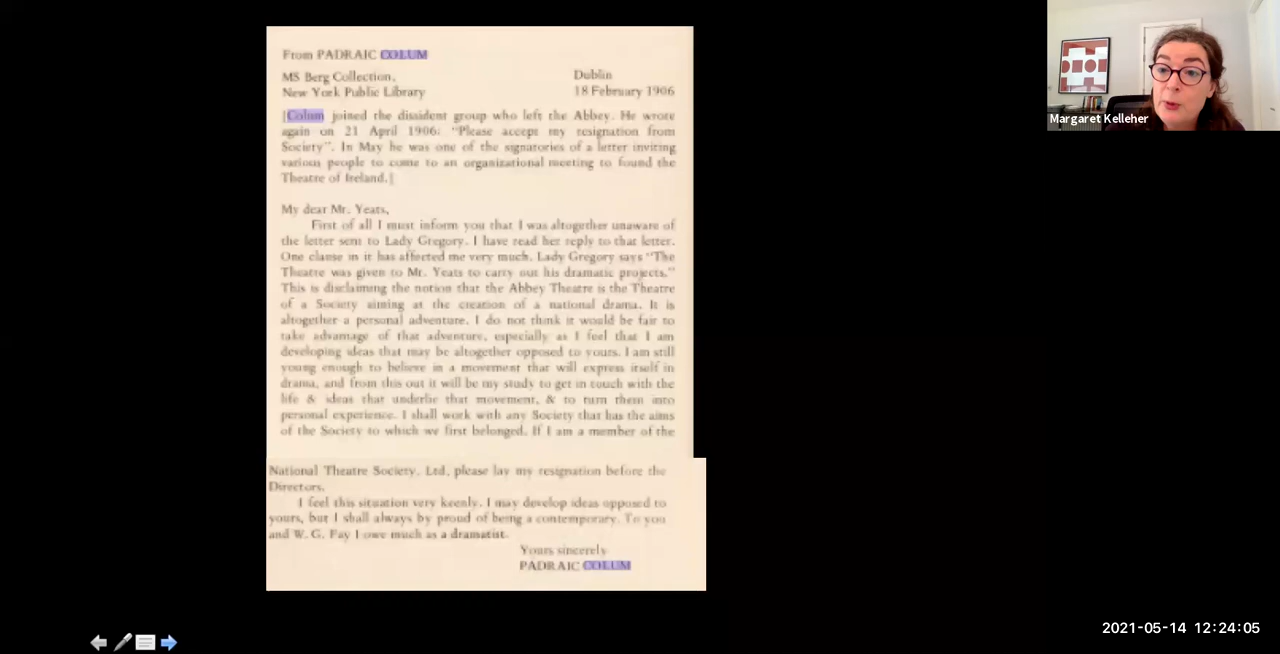 From PADRAIC COLUM
MS Berg Collection,
New York Public Library
Dublin
18 February 1906
[Colum joined the dissident group who left the Abbey. He wrote
again on 21 April 1906: "Please accept my resignation from
Society". In May he was one of the signatories of a letter inviting
various people to come to an organizational meeting to found the
Theatre of Ireland.]
My dear Mr. Yeats,
First of all I must inform you that I was altogether unaware of
the letter sent to Lady Gregory. I have read her reply to that letter.
One clause in it has affected me very much. Lady Gregory says "The
Theatre was given to Mr. Yeats to carry out his dramatic projects."
This is disclaiming the notion that the Abbey Theatre is the Theatre
of a Society aiming at the creation of a national drama. It is
altogether a personal adventure. I do not think it would be fair to
take advantage of that adventure, especially as I feel that I am
developing ideas that may be altogether opposed to yours. I am still
young enough to believe in a movement that will express itself in
drama, and from this out it will be my study to get in touch with the
life & ideas that underlie that movement, & to turn them into
personal experience. I shall work with any Society that has the aims
of the Society to which we first belonged. If I am a member of the
National Theatre Society. Ltd, please lay my resignation before the
Directors.
I feel this situation very keenly. I may develop ideas opposed to
yours, but I shall always by proud of being a contemporary. To you
and W. G. Fay I owe much as a dramatist.
Yours sincerely
PADRAIC COLUM
Margaret Kelleher
2021-05-14 12:24:05